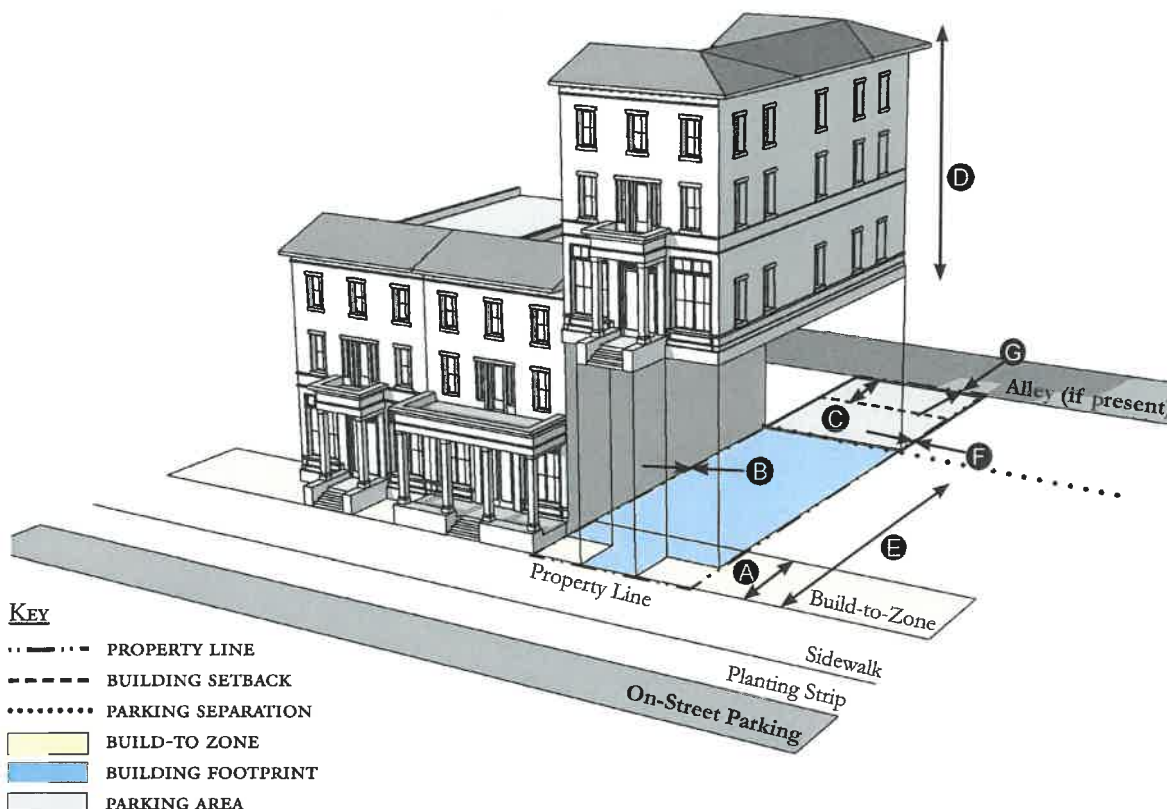 D
G
Alley (if present)
C
F
B
E
A
Property Line
Build-to-Zone
Sidewalk
Planting Strip
On-Street Parking
KEY
PROPERTY LINE
BUILDING SETBACK
PARKING SEPARATION
BUILD-TO ZONE
BUILDING FOOTPRINT
PARKING AREA